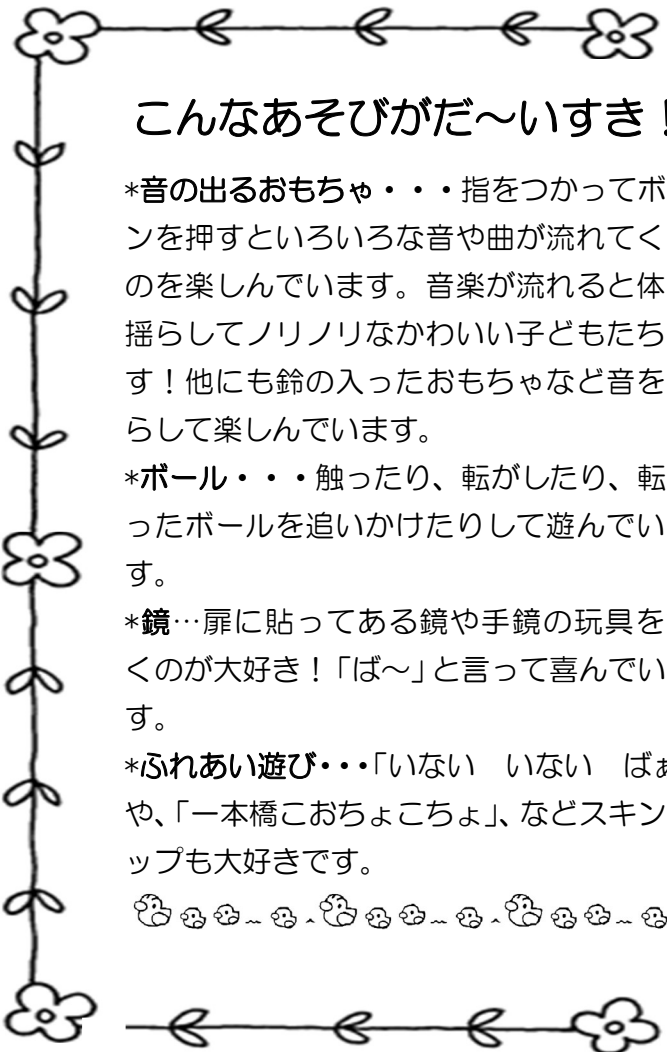 こんなあそびがだ~いすき!
*音の出るおもちゃ・・・指をつかってボ
ンを押すといろいろな音や曲が流れてく
のを楽しんでいます。音楽が流れると体
揺らしてノリノリなかわいい子どもたち
す!他にも鈴の入ったおもちゃなど音を
らして楽しんでいます。
*ボール・・・触ったり、転がしたり、転
ったボールを追いかけたりして遊んでい
す。
*鏡…扉に貼ってある鏡や手鏡の玩具を
くのが大好き!「ば~」と言って喜んでい
す。
*ふれあい遊び・・・「いない いない ばぁ
や、「一本橋こおちょこちょ」、などスキン
ップも大好きです。